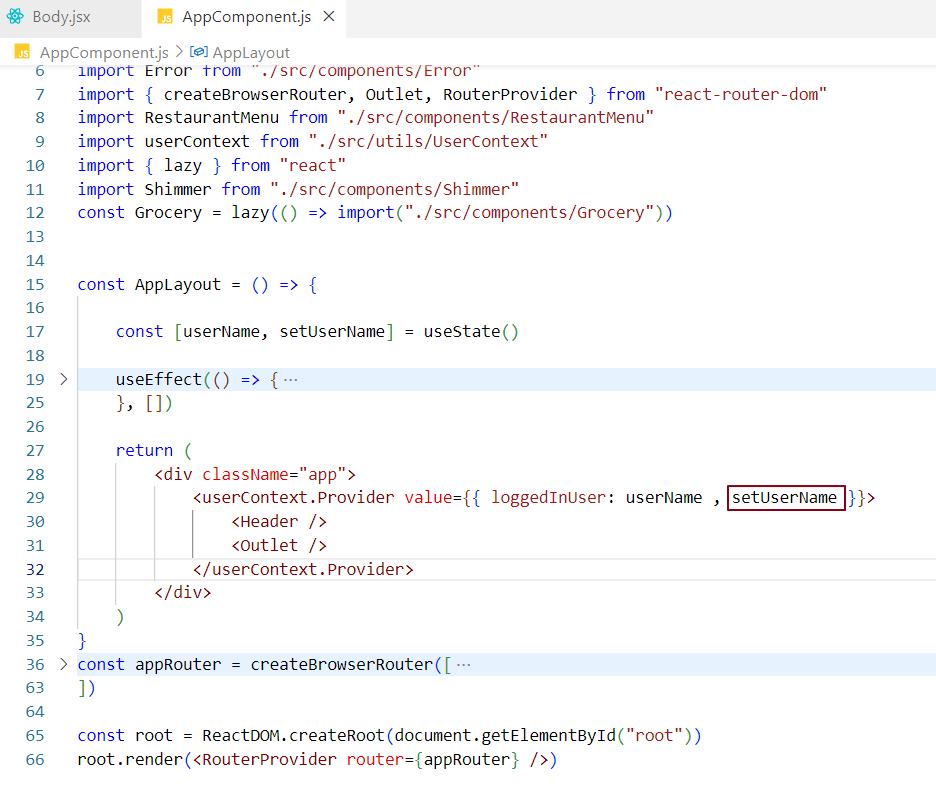 Body.jsx
JS AppComponent.js ×
JS AppComponent.js > AppLayout
6 import Error from "./src/components/Error"
7 import { createBrowserRouter, Outlet, RouterProvider } from "react-router-dom"
8 import RestaurantMenu from "./src/components/RestaurantMenu"
9 import userContext from "./src/utils/UserContext"
10 import { lazy } from "react"
11 import Shimmer from "./src/components/Shimmer"
12 const Grocery = lazy(() => import("./src/components/Grocery"))
13
14
15 const AppLayout = () => {
16
17 const [userName, setUserName] = useState()
18
19 > useEffect(() => { ···
25 }, [])
26
27 return (
28 <div className="app">
29 <userContext.Provider value={{ loggedInUser: userName , setUserName }}>
30 <Header />
31 <Outlet />
32 </userContext.Provider>
33 </div>
34 )
35 }
36 > const appRouter = createBrowserRouter([ ···
63 ])
64
65 const root = ReactDOM.createRoot(document.getElementById("root"))
66 root.render(<RouterProvider router={appRouter} />)